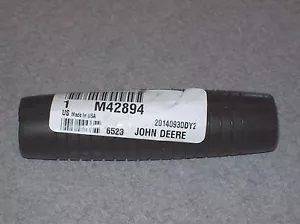 1 M42894
US Made in USA
20140930DY2
6523 JOHN DEERE